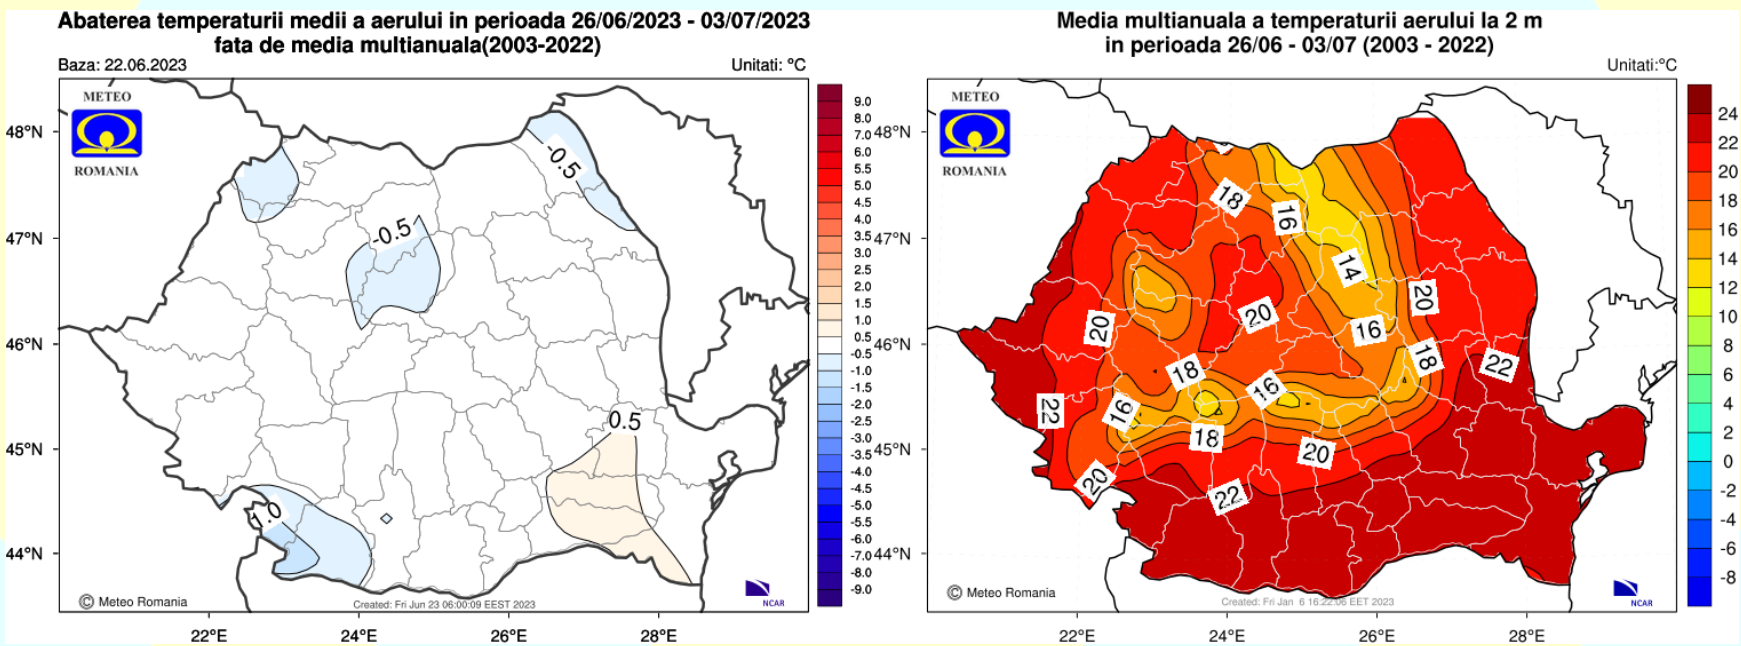 Abaterea temperaturii medii a aerului in perioada 26/06/2023 - 03/07/2023
fata de media multianuala(2003-2022)
Baza: 22.06.2023
Unitati: °C
METEO
ROMANIA
48°N
47°N
46°N
45°N
44°N
-0.5
-0.5
0.5
1.0
9.0
8.0
7.0
6.0
5.5
5.0
4.5
4.0
3.5
3.0
2.5
2.0
1.5
1.0
0.5
-0.5
-1.0
-1.5
-2.0
-2.5
-3.0
-3.5
-4.0
-4.5
-5.0
-5.5
-6.0
-7.0
-8.0
-9.0
© Meteo Romania
Created: Fri Jun 23 06:00:09 EEST 2023
NCAR
22°E
24°E
26°E
28°E
Media multianuala a temperaturii aerului la 2 m
in perioada 26/06 - 03/07 (2003 - 2022)
Unitati:°C
METEO
ROMANIA
48°N
47°N
46°N
45°N
44°N
18
16
14
20
20
20
16
18
22
18
16
22
16
18
20
20
22
24
22
20
18
16
14
12
10
8
6
4
2
0
-2
-4
-6
-8
© Meteo Romania
Created: Fri Jan 6 16:22:06 EET 2023
NCAR
22°E
24°E
26°E
28°E